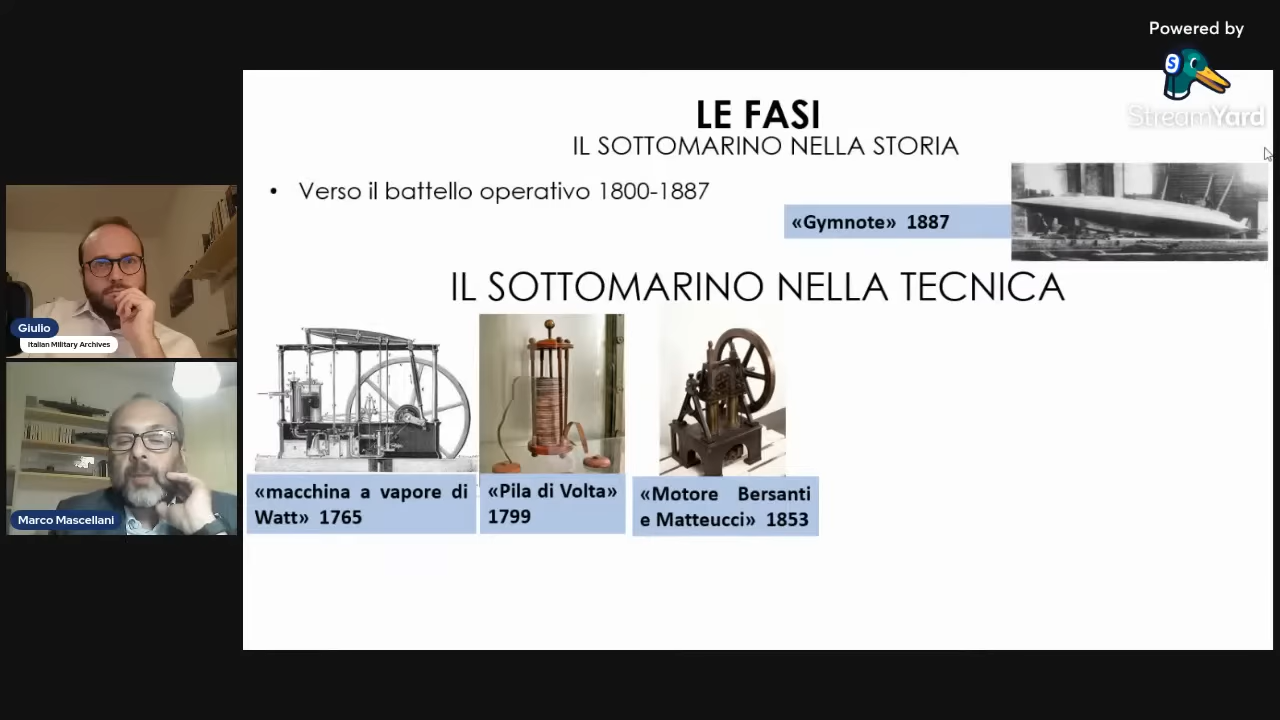 Powered by
S
StreamYard
LE FASI
IL SOTTOMARINO NELLA STORIA
• Verso il battello operativo 1800-1887
«Gymnote» 1887
IL SOTTOMARINO NELLA TECNICA
«macchina a vapore di
Watt» 1765
«Pila di Volta»
1799
«Motore Bersanti
e Matteucci» 1853
Giulio
Italian Military Archives
Marco Mascellani